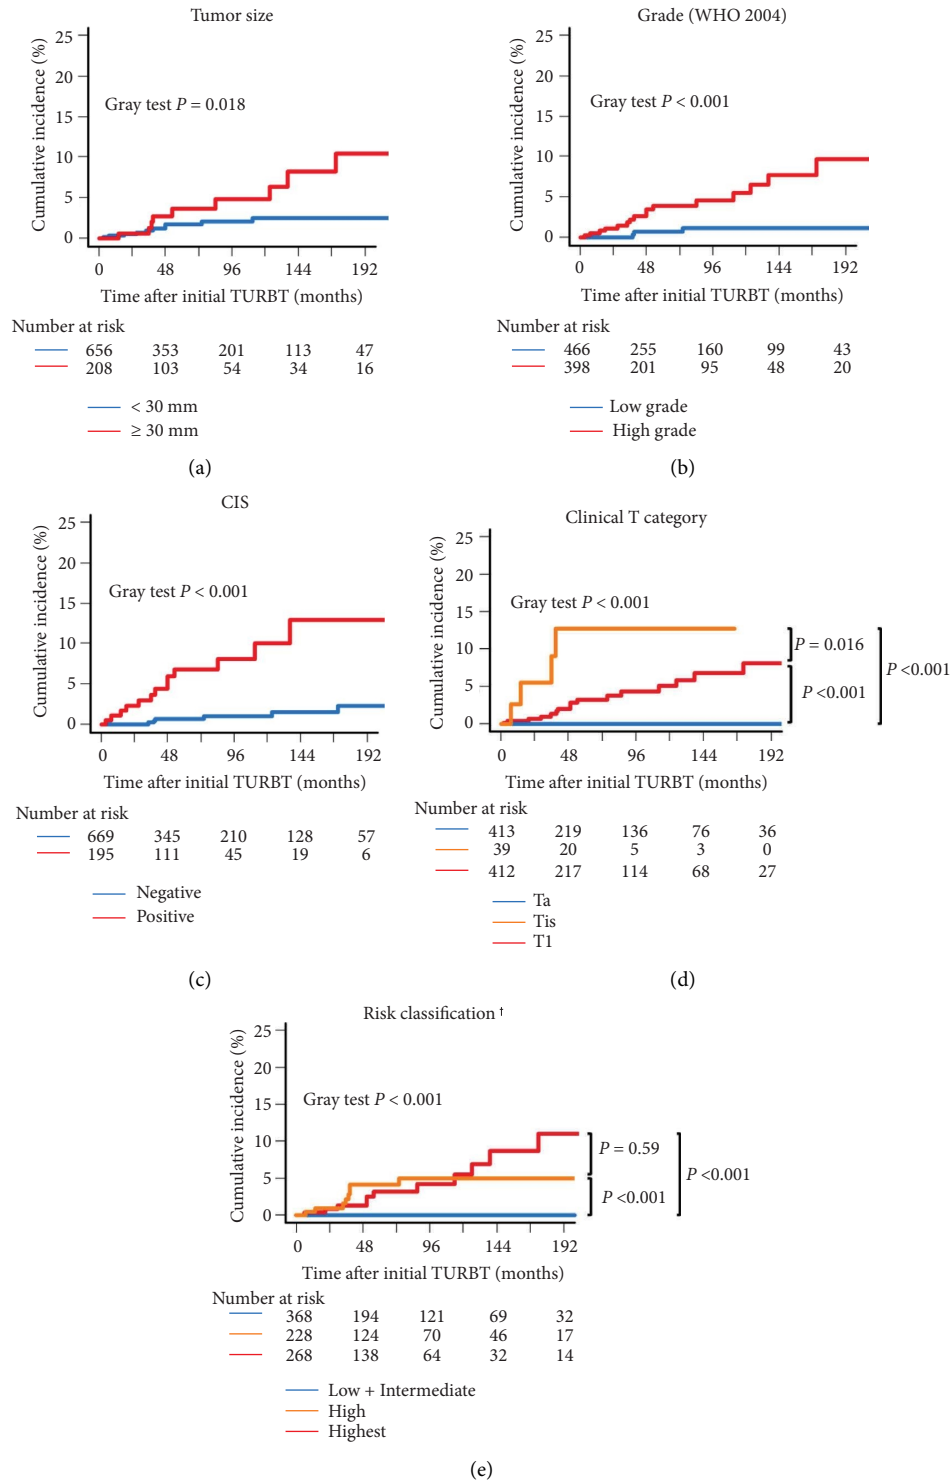 Tumor size
Cumulative incidence (%)
25
20
15
10
5
0
Gray test P = 0.018
0 48 96 144 192
Time after initial TURBT (months)
Number at risk
656 353 201 113 47
208 103 54 34 16
< 30 mm
≥ 30 mm
(a)
Grade (WHO 2004)
Cumulative incidence (%)
25
20
15
10
5
0
Gray test P < 0.001
0 48 96 144 192
Time after initial TURBT (months)
Number at risk
466 255 160 99 43
398 201 95 48 20
Low grade
High grade
(b)
CIS
Cumulative incidence (%)
25
20
15
10
5
0
Gray test P < 0.001
0 48 96 144 192
Time after initial TURBT (months)
Number at risk
669 345 210 128 57
195 111 45 19 6
Negative
Positive
(c)
Clinical T category
Cumulative incidence (%)
25
20
15
10
5
0
Gray test P < 0.001
P = 0.016
P <0.001
P <0.001
0 48 96 144 192
Time after initial TURBT (months)
Number at risk
413 219 136 76 36
39 20 5 3 0
412 217 114 68 27
Ta
Tis
T1
(d)
Risk classification †
Cumulative incidence (%)
25
20
15
10
5
0
Gray test P < 0.001
P = 0.59
P <0.001
P <0.001
0 48 96 144 192
Time after initial TURBT (months)
Number at risk
368 194 121 69 32
228 124 70 46 17
268 138 64 32 14
Low + Intermediate
High
Highest
(e)